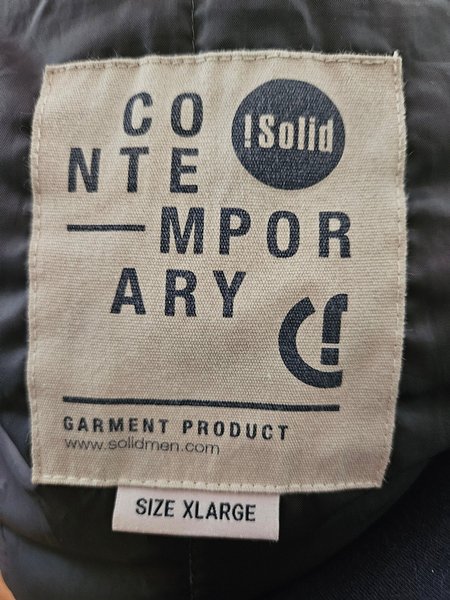 CO
!Solid
NTE
MPOR
ARY
GARMENT PRODUCT
www.solidmen.com
SIZE XLARGE